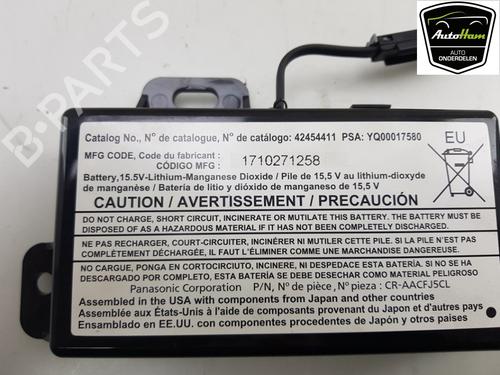 AutoHam
AUTO
ONDERDELEN
B-PARTS
Catalog No., N° de catalogue, N° de catálogo: 42454411 PSA: YQ00017580
EU
MFG CODE, Code du fabricant :
CÓDIGO MFG :
1710271258
Battery,15.5V-Lithium-Manganese Dioxide / Pile de 15,5 V au lithium-dioxyde
de manganèse / Batería de litio y dióxido de manganeso de 15,5 V
CAUTION / AVERTISSEMENT / PRECAUCIÓN
DO NOT CHARGE, SHORT CIRCUIT, INCINERATE OR MUTILATE THIS BATTERY. BATTERY MUST BE
DISPOSED OF AS A HAZARDOUS MATERIAL IF IT HAS BEEN COMPLETELY DISCHARGED.
NE PAS RECHARGER, COURT-CIRCUITER, INCINÉRER NI MUTILER CETTE PILE. SI LA PILE N'EST PAS
COMPLÈTEMENT DÉCHARGÉE, IL FAUT L'ÉLIMINER COMME UNE MARCHANDISE DANGEREUSE.
NO CARGUE, PONGA EN CORTOCIRCUITO, INCINERE NI DESPEDACE ESTA BATERÍA. SI NO SE HA
DESCARGADO POR COMPLETO, ESTA BATERÍA SE DEBE DESECHAR COMO MATERIAL PELIGROSO
Panasonic Corporation P/N, N° de pièce , N° pieza : CR-AACFJ5CL
Assembled in the USA with components from Japan and other countries
Assemblée aux États-Unis à l'aide de composants du Japon et d'autres pays
Ensamblado en EE.UU. con componentes procedentes de Japón y otros países